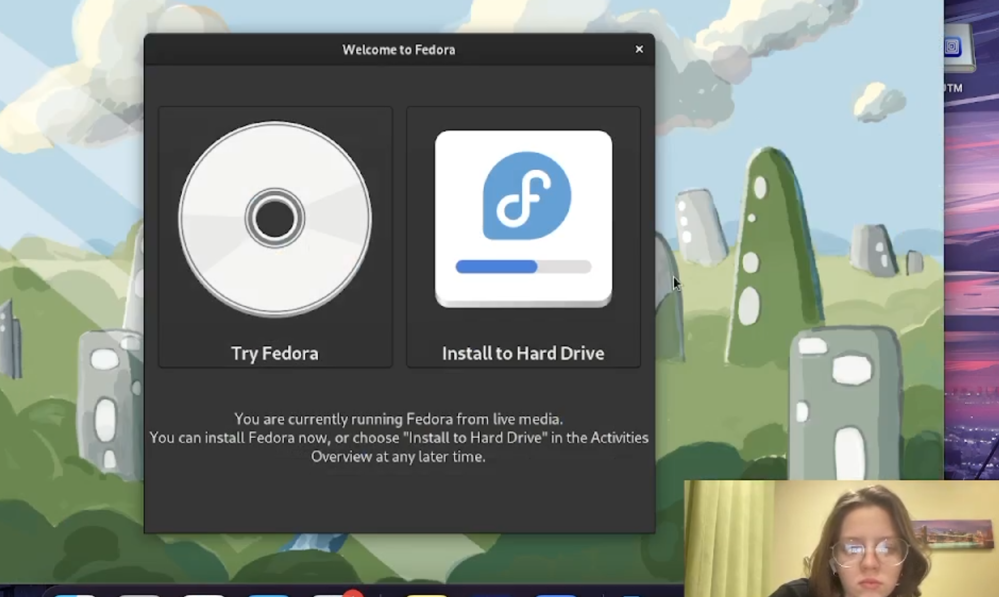 Welcome to Fedora
UTM
Try Fedora
Install to Hard Drive
You are currently running Fedora from live media.
You can install Fedora now, or choose "Install to Hard Drive" in the Activities
Overview at any later time.